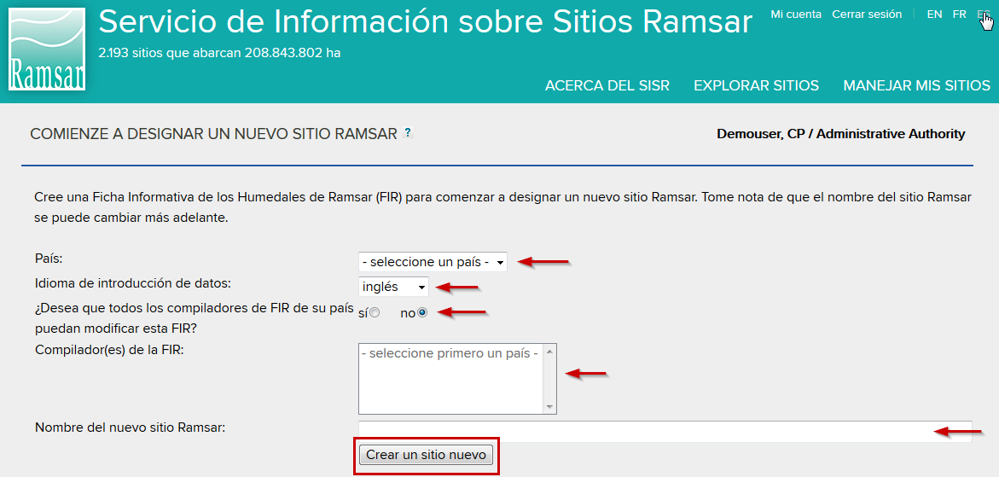 Ramsar
Servicio de Información sobre Sitios Ramsar
Mi cuenta Cerrar sesión EN FR ES
2.193 sitios que abarcan 208.843.802 ha
ACERCA DEL SISR EXPLORAR SITIOS MANEJAR MIS SITIOS
COMIENZE A DESIGNAR UN NUEVO SITIO RAMSAR ?
Demouser, CP / Administrative Authority
Cree una Ficha Informativa de los Humedales de Ramsar (FIR) para comenzar a designar un nuevo sitio Ramsar. Tome nota de que el nombre del sitio Ramsar
se puede cambiar más adelante.
País:
- seleccione un país -
Idioma de introducción de datos:
inglés
¿Desea que todos los compiladores de FIR de su país
puedan modificar esta FIR?
sí no
Compilador(es) de la FIR:
- seleccione primero un país -
Nombre del nuevo sitio Ramsar:
Crear un sitio nuevo